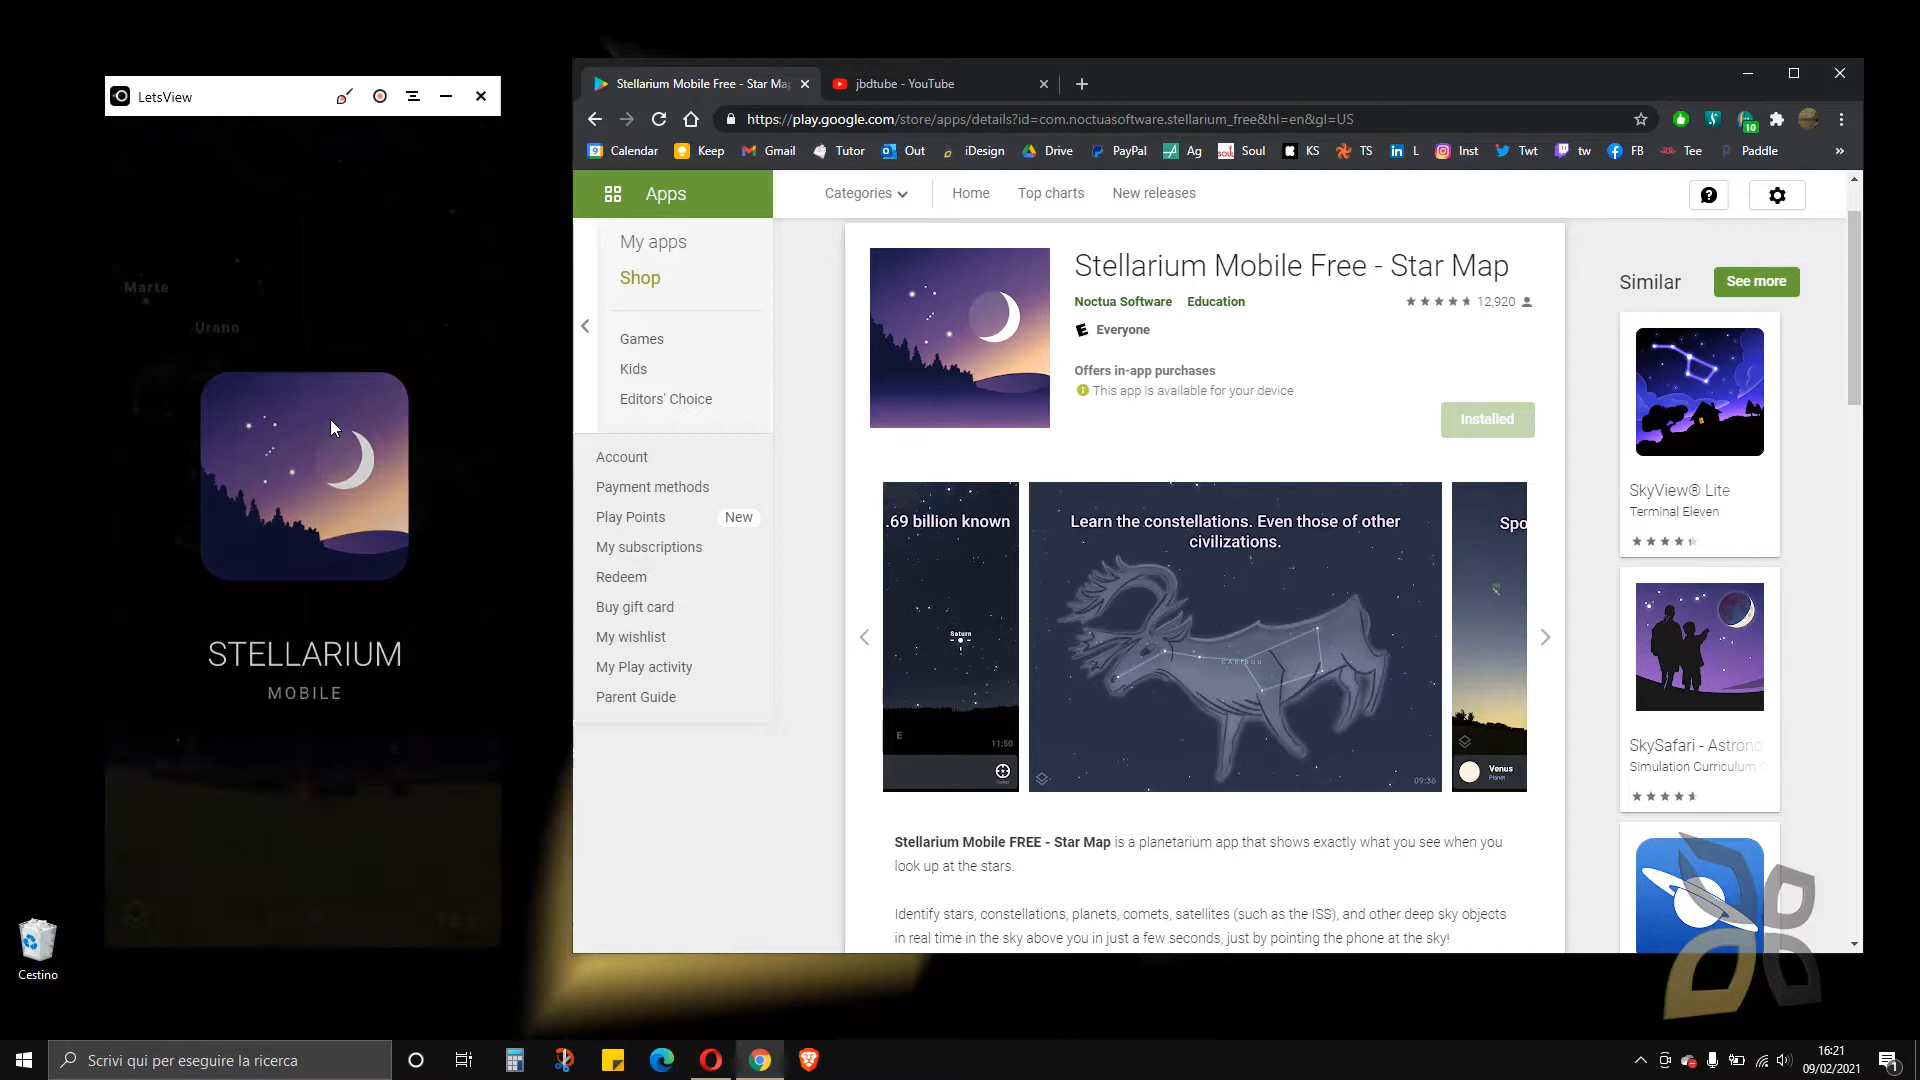 LetsView
Marte
Urano
STELLARIUM
MOBILE
Cestino
Stellarium Mobile Free - Star Ma
jbdtube - YouTube
https://play.google.com/store/apps/details?id=com.noctuasoftware.stellarium_free&hl=en&gl=US
10
Calendar
Keep
Gmail
Tutor
Out
iDesign
Drive
PayPal
Ag
Soul
KS
TS
L
Inst
Twt
tw
FB
Tee
Paddle
Apps
Categories
Home
Top charts
New releases
My apps
Shop
Games
Kids
Editors' Choice
Account
Payment methods
Play Points New
My subscriptions
Redeem
Buy gift card
My wishlist
My Play activity
Parent Guide
Stellarium Mobile Free - Star Map
Noctua Software Education
12,920
Everyone
Offers in-app purchases
This app is available for your device
Installed
.69 billion known
Saturn
E
11:50
Learn the constellations. Even those of other
civilizations.
CARIBOU
09:36
Spo
Venus
Planet
Stellarium Mobile FREE - Star Map is a planetarium app that shows exactly what you see when you
look up at the stars.
Identify stars, constellations, planets, comets, satellites (such as the ISS), and other deep sky objects
in real time in the sky above you in just a few seconds, just by pointing the phone at the sky!
Similar
See more
SkyView® Lite
Terminal Eleven
SkySafari - Astrono
Simulation Curriculum
Scrivi qui per eseguire la ricerca
16:21
09/02/2021
1